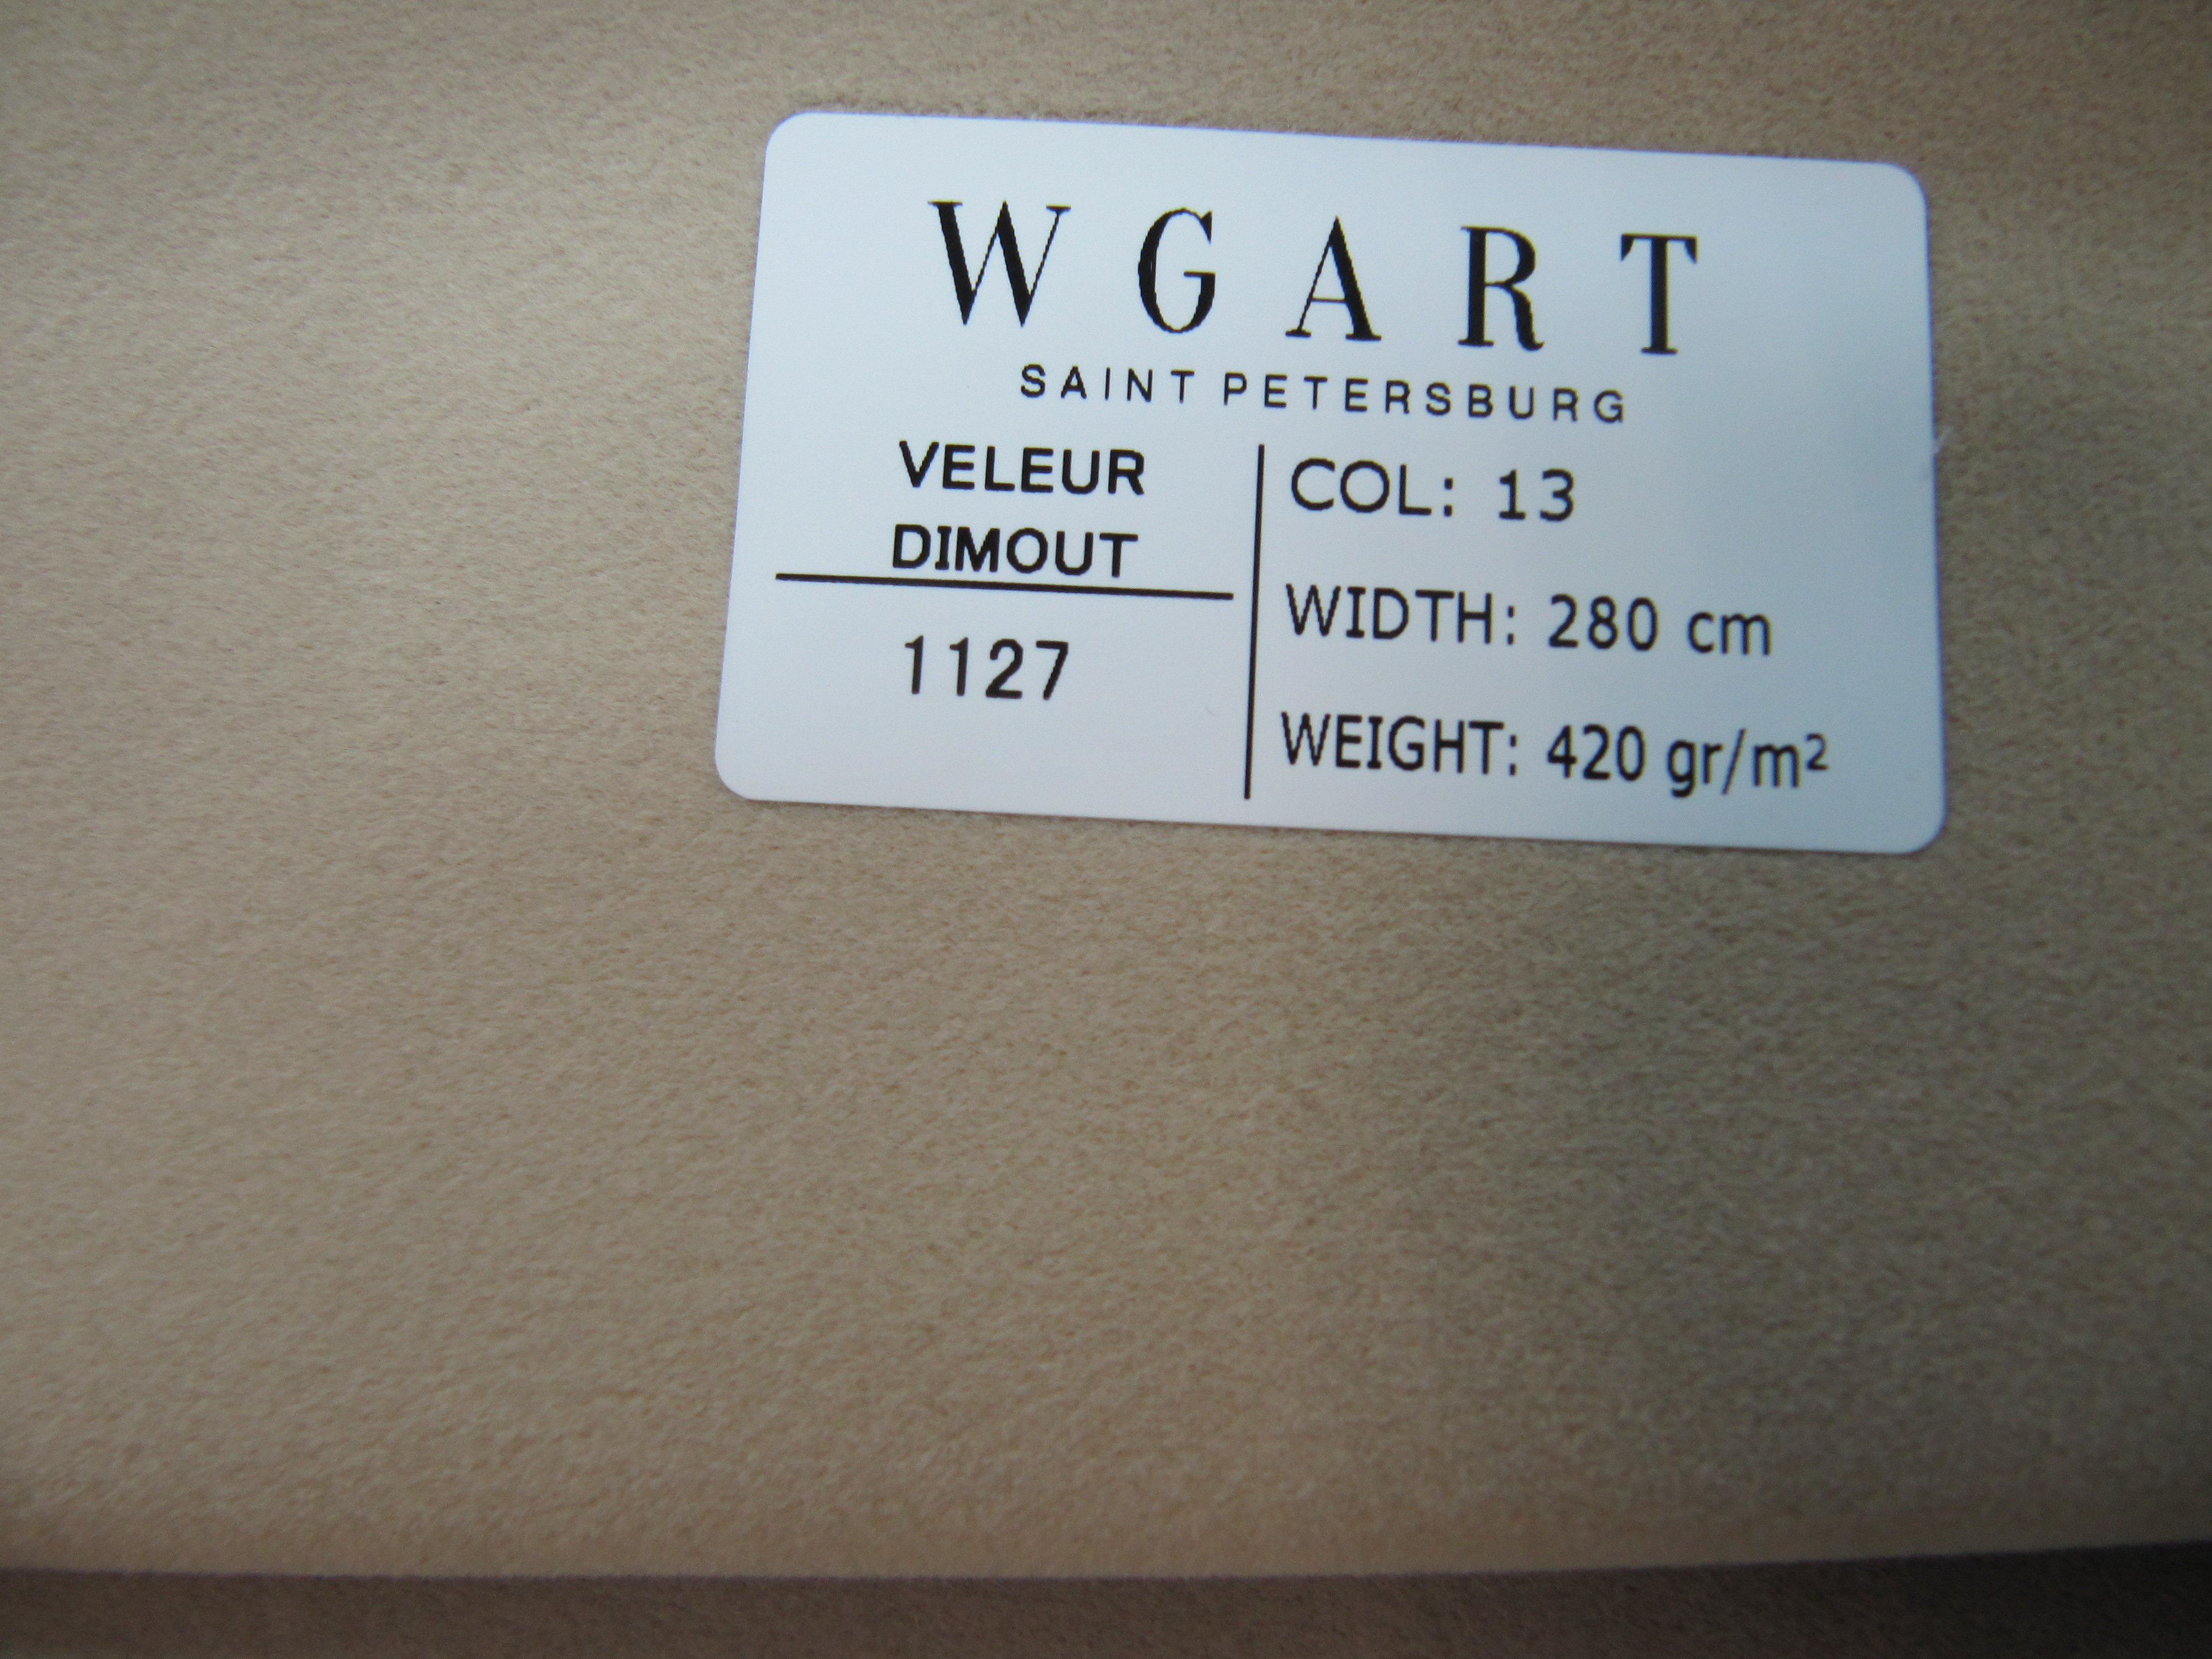 WGART
SAINT PETERSBURG
VELEUR
DIMOUT
1127
COL: 13
WIDTH: 280 cm
WEIGHT: 420 gr/m²